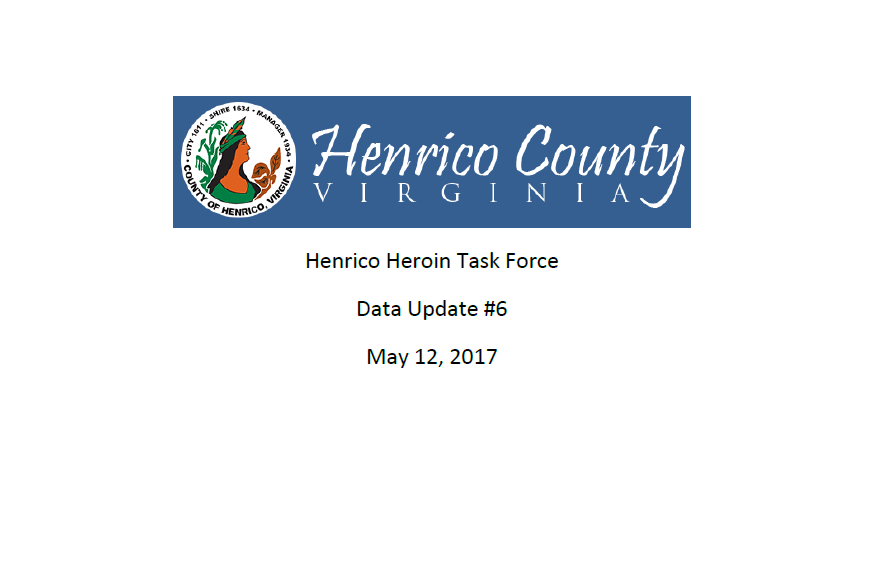 CITY 1611 • SHIRE 1634 • MANAGER 1934
COUNTY OF HENRICO, VIRGINIA
Henrico County
VIRGINIA
Henrico Heroin Task Force
Data Update #6
May 12, 2017